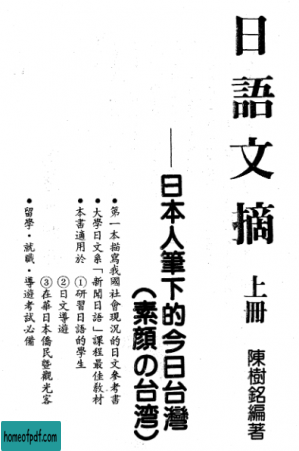 日語文摘 上冊 陳樹銘編著
——日本人筆下的今日台灣
(素顏の台湾)
●第一本描寫我國社會現況的日文參考書
●大學日文系「新聞日語」課程最佳教材
●本書適用於 ①研習日語的學生
②日文導遊
③在華日本僑民暨觀光客
●留學・就職・導遊考試必備
homeofpdf.com